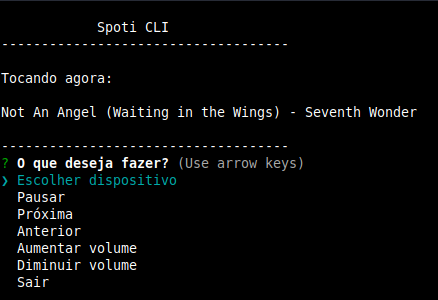 Spoti CLI
------------------------------------
Tocando agora:
Not An Angel (Waiting in the Wings) - Seventh Wonder
------------------------------------
? O que deseja fazer? (Use arrow keys)
❯ Escolher dispositivo
Pausar
Próxima
Anterior
Aumentar volume
Diminuir volume
Sair